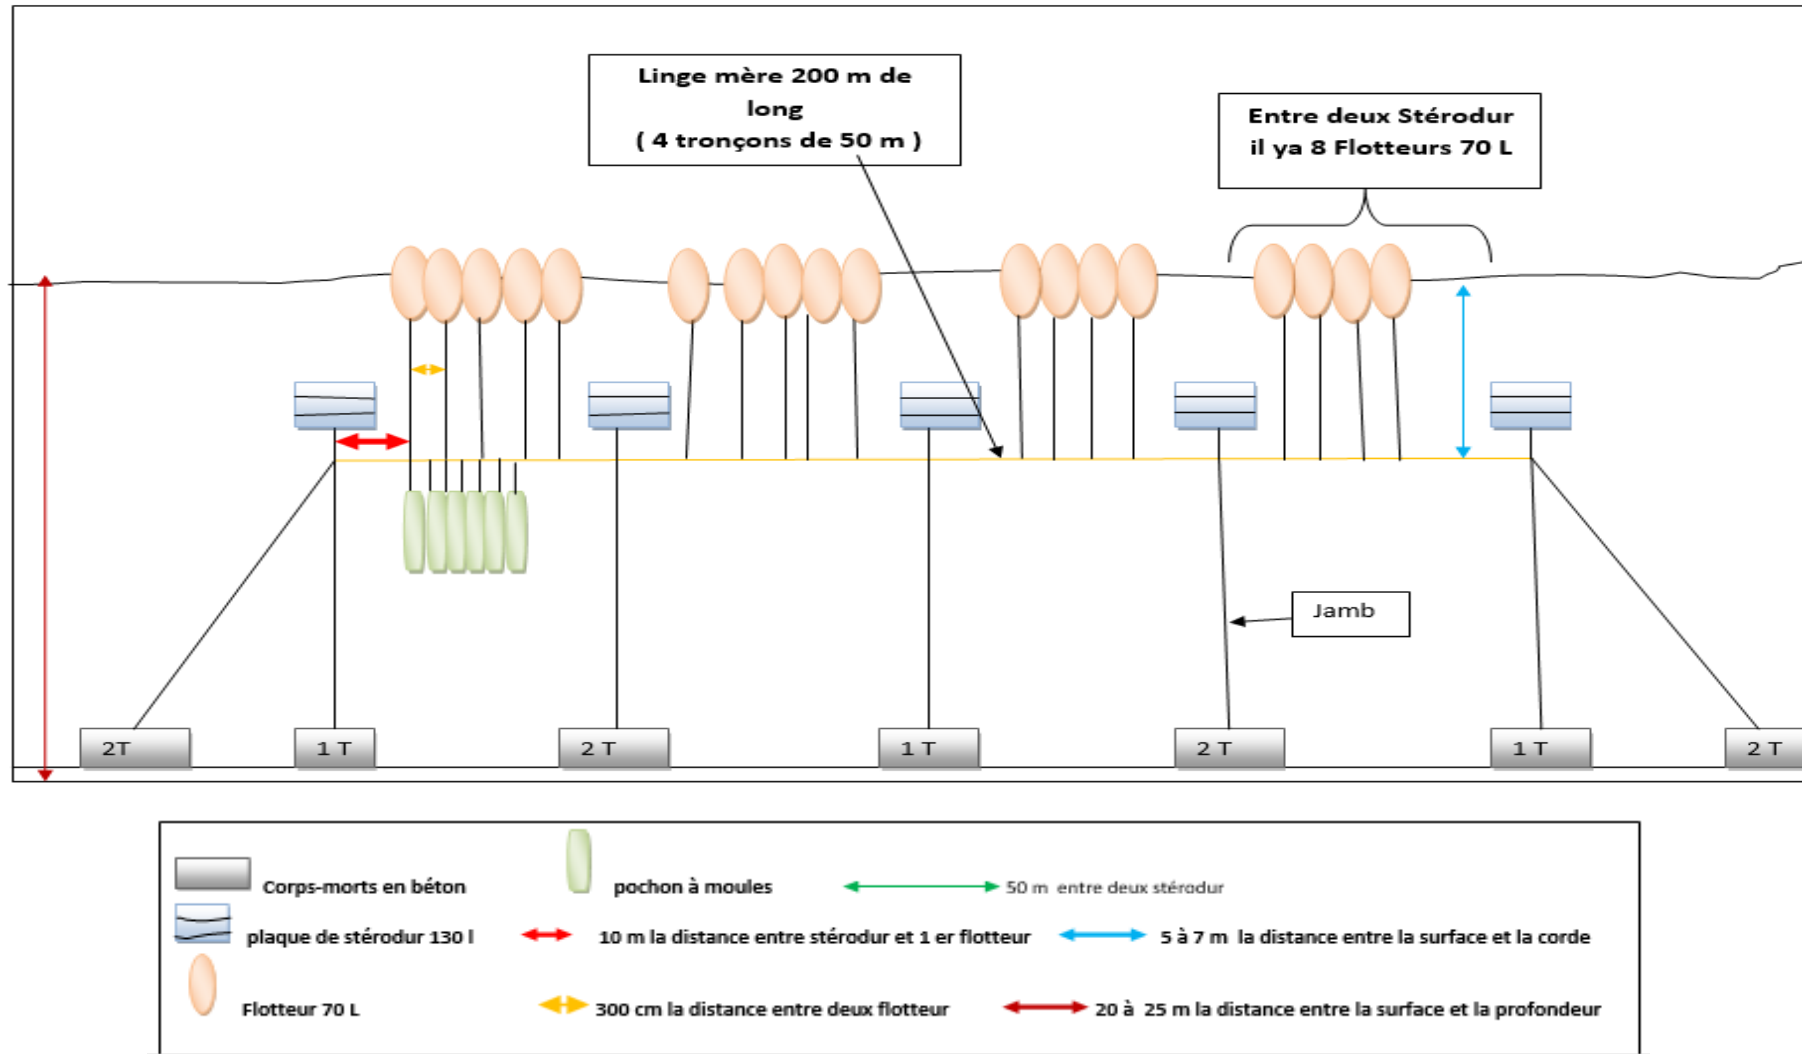 Linge mère 200 m de
long
( 4 tronçons de 50 m )
Entre deux Stérodur
il ya 8 Flotteurs 70 L
Jamb
2T
1 T
2 T
1 T
2 T
1 T
2 T
Corps-morts en béton
pochon à moules
50 m entre deux stérodur
plaque de stérodur 130 l
10 m la distance entre stérodur et 1 er flotteur
5 à 7 m la distance entre la surface et la corde
Flotteur 70 L
300 cm la distance entre deux flotteur
20 à 25 m la distance entre la surface et la profondeur